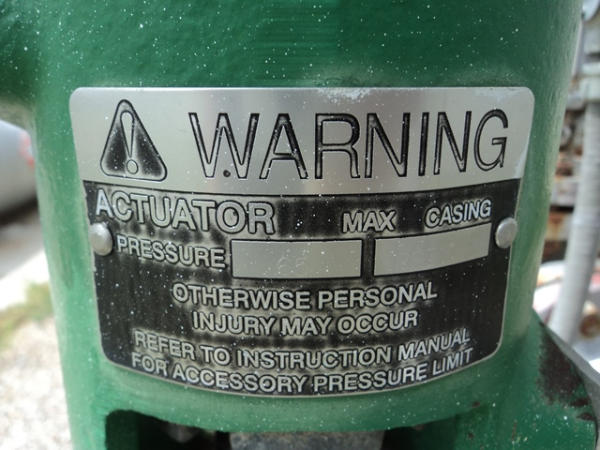 WARNING
ACTUATOR MAX CASING
PRESSURE
OTHERWISE PERSONAL
INJURY MAY OCCUR
REFER TO INSTRUCTION MANUAL
FOR ACCESSORY PRESSURE LIMIT